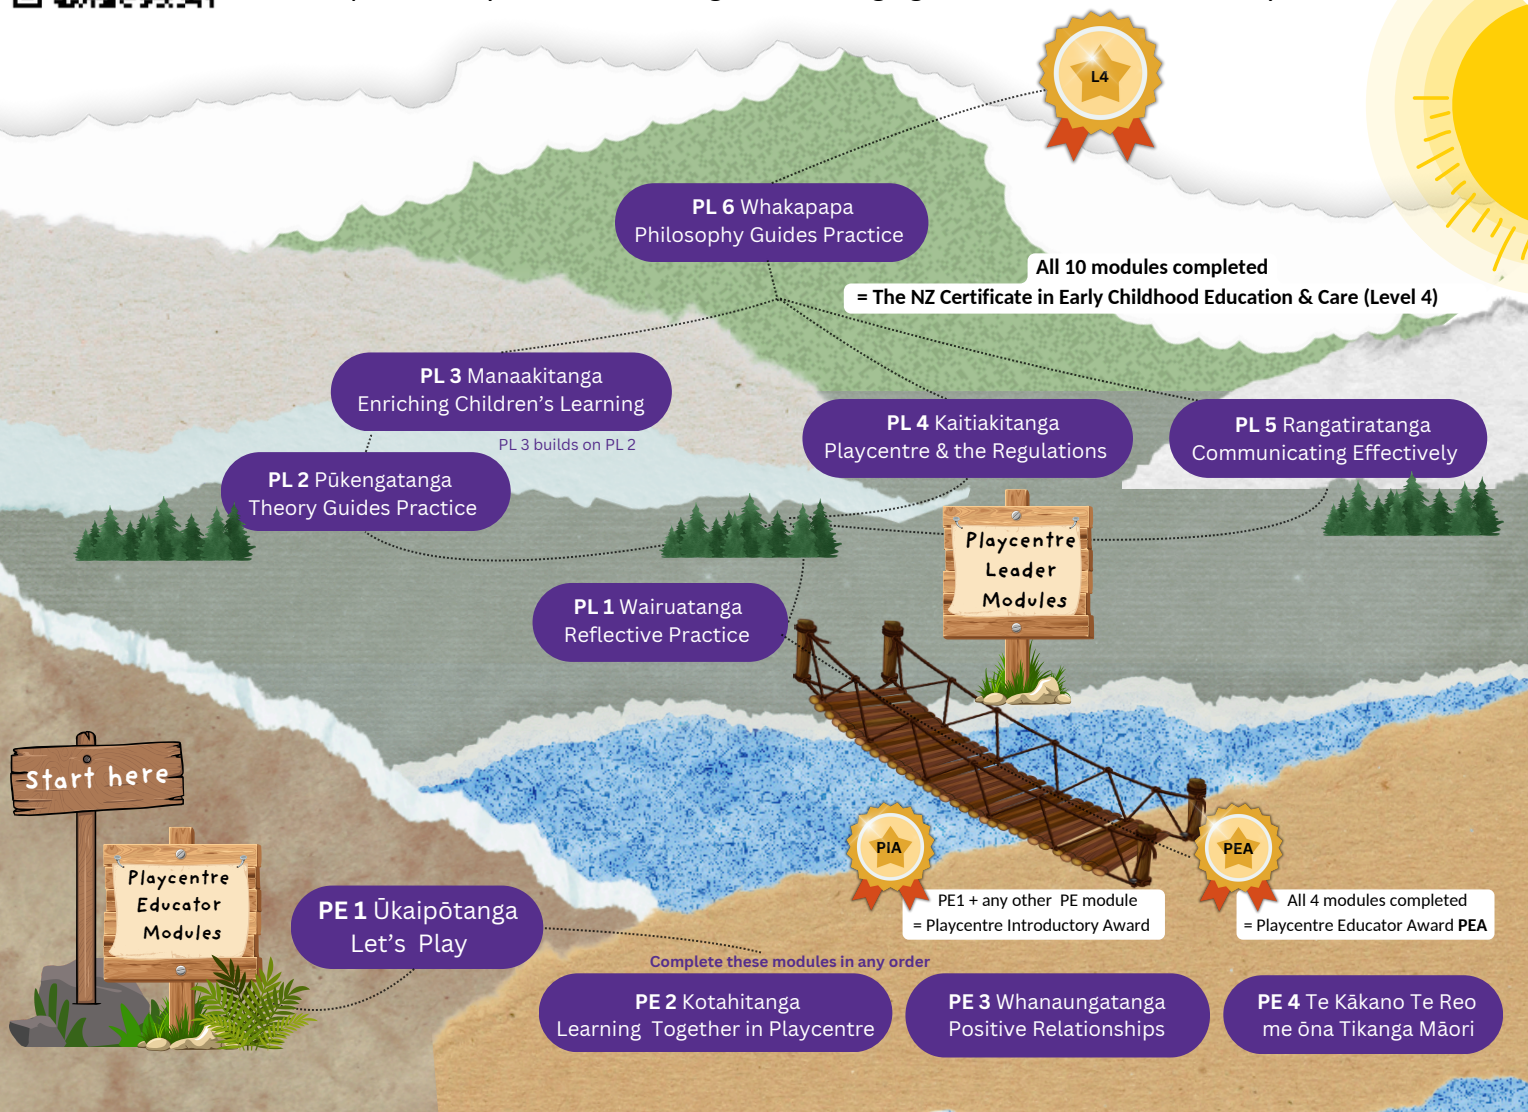 L4
PL 6 Whakapapa
Philosophy Guides Practice
All 10 modules completed
= The NZ Certificate in Early Childhood Education & Care (Level 4)
PL 3 Manaakitanga
Enriching Children's Learning
PL 3 builds on PL 2
PL 4 Kaitiakitanga
Playcentre & the Regulations
PL 5 Rangatiratanga
Communicating Effectively
PL 2 Pūkengatanga
Theory Guides Practice
Playcentre
Leader
Modules
PL 1 Wairuatanga
Reflective Practice
Start here
Playcentre
Educator
Modules
PIA
PE1 + any other PE module
= Playcentre Introductory Award
PEA
All 4 modules completed
= Playcentre Educator Award PEA
PE 1 Ūkaipōtanga
Let's Play
Complete these modules in any order
PE 2 Kotahitanga
Learning Together in Playcentre
PE 3 Whanaungatanga
Positive Relationships
PE 4 Te Kākano Te Reo
me ōna Tikanga Māori